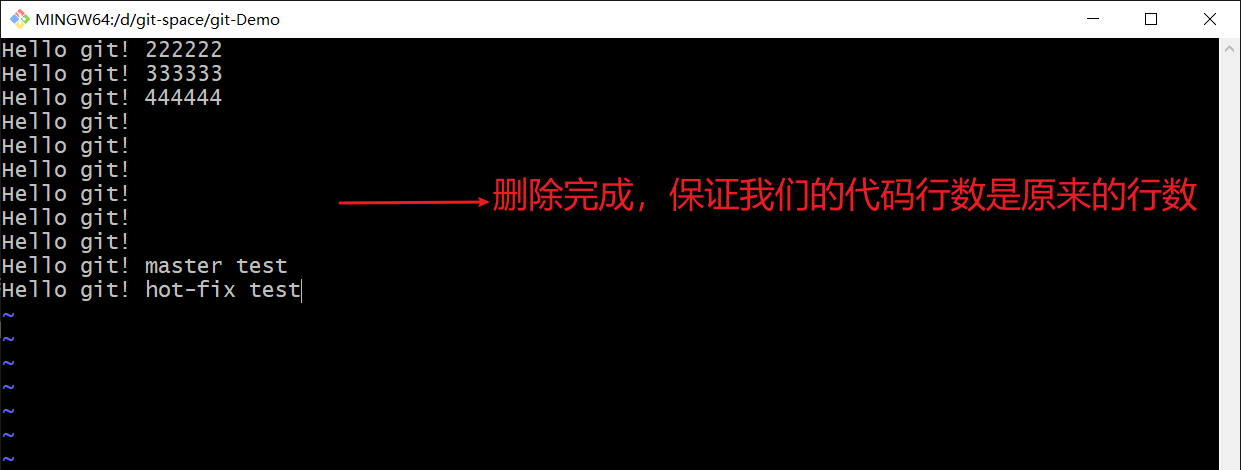 MINGW64:/d/git-space/git-Demo
Hello git! 222222
Hello git! 333333
Hello git! 444444
Hello git!
Hello git!
Hello git!
Hello git!
Hello git!
Hello git!
Hello git! master test
Hello git! hot-fix test
~
~
~
~
~
~
~
删除完成，保证我们的代码行数是原来的行数